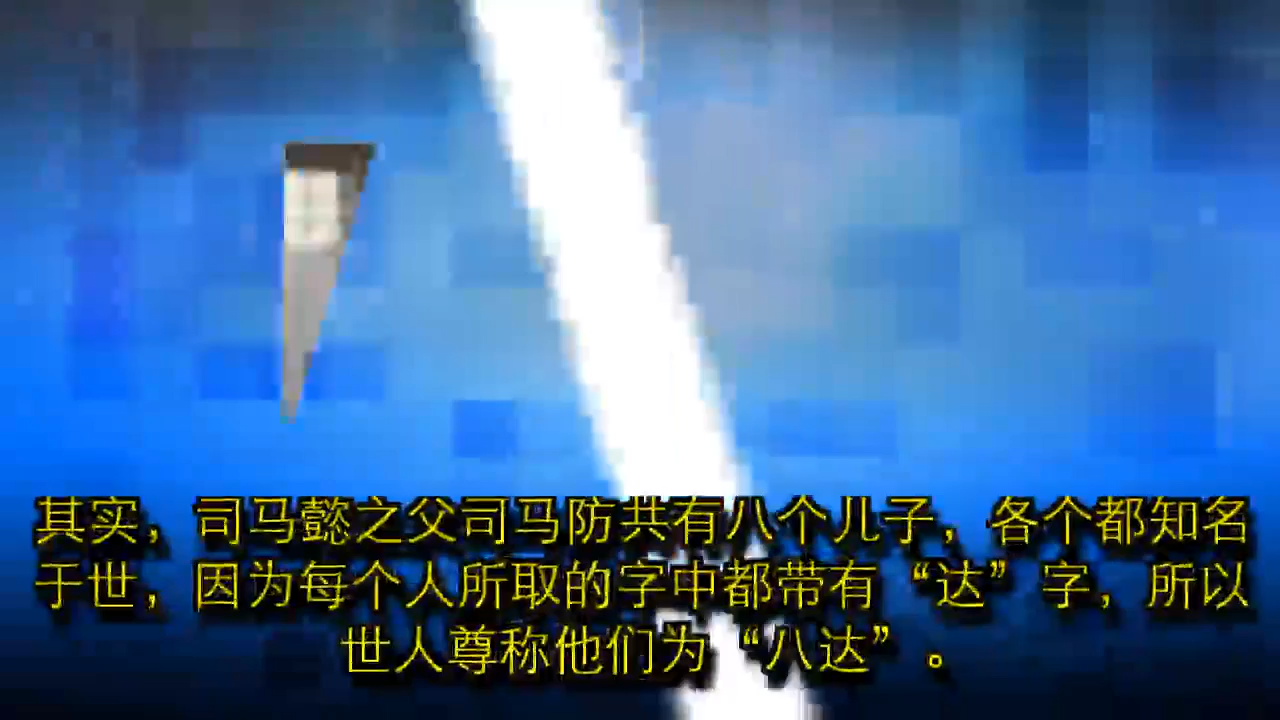 其实，司马懿之父司马防共有八个儿子，各个都知名
于世，因为每个人所取的字中都带有“达”字，所以
世人尊称他们为“八达”。